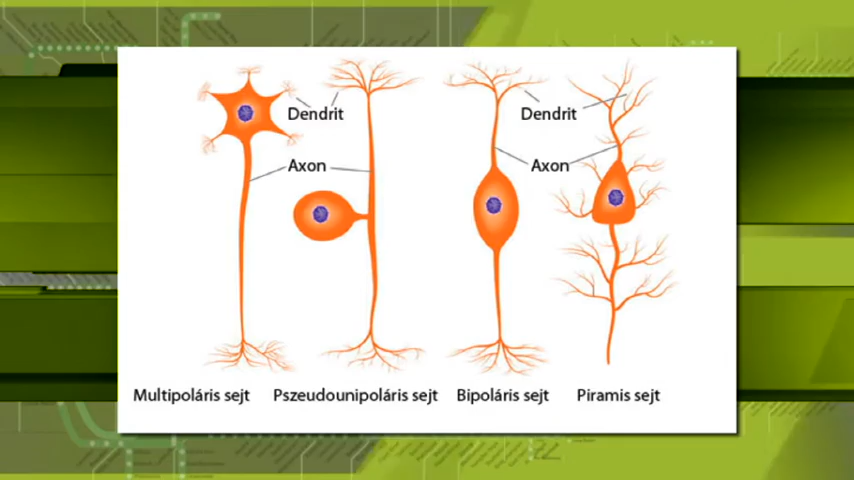 Dendrit
Dendrit
Axon
Axon
Multipoláris sejt
Pszeudounipoláris sejt
Bipoláris sejt
Piramis sejt